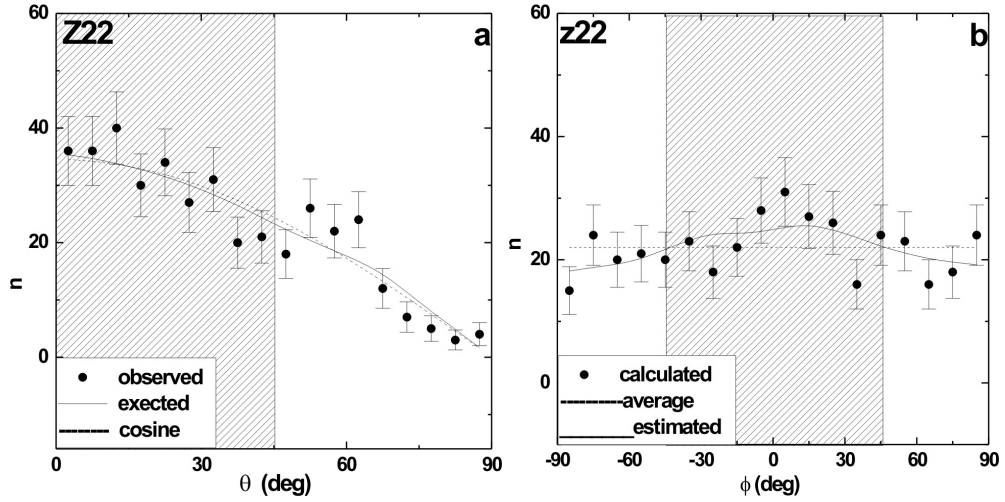 Z22
a
60
40
20
0
n
observed
exected
cosine
0 30 60 90
θ (deg)
z22
b
60
40
20
0
n
calculated
average
estimated
-90 -60 -30 0 30 60 90
ϕ (deg)